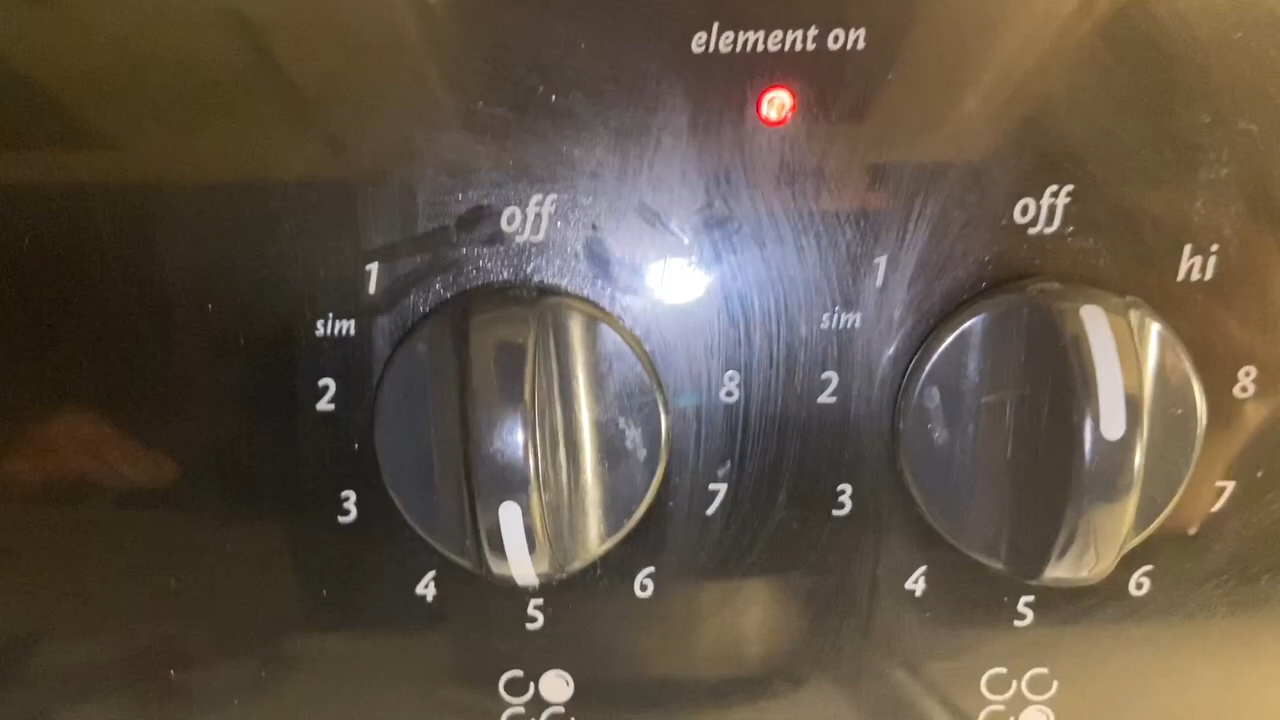 element on
off off
1 1 hi
sim sim
2 8 2 8
3 7 3 7
4 6 4 6
5 5